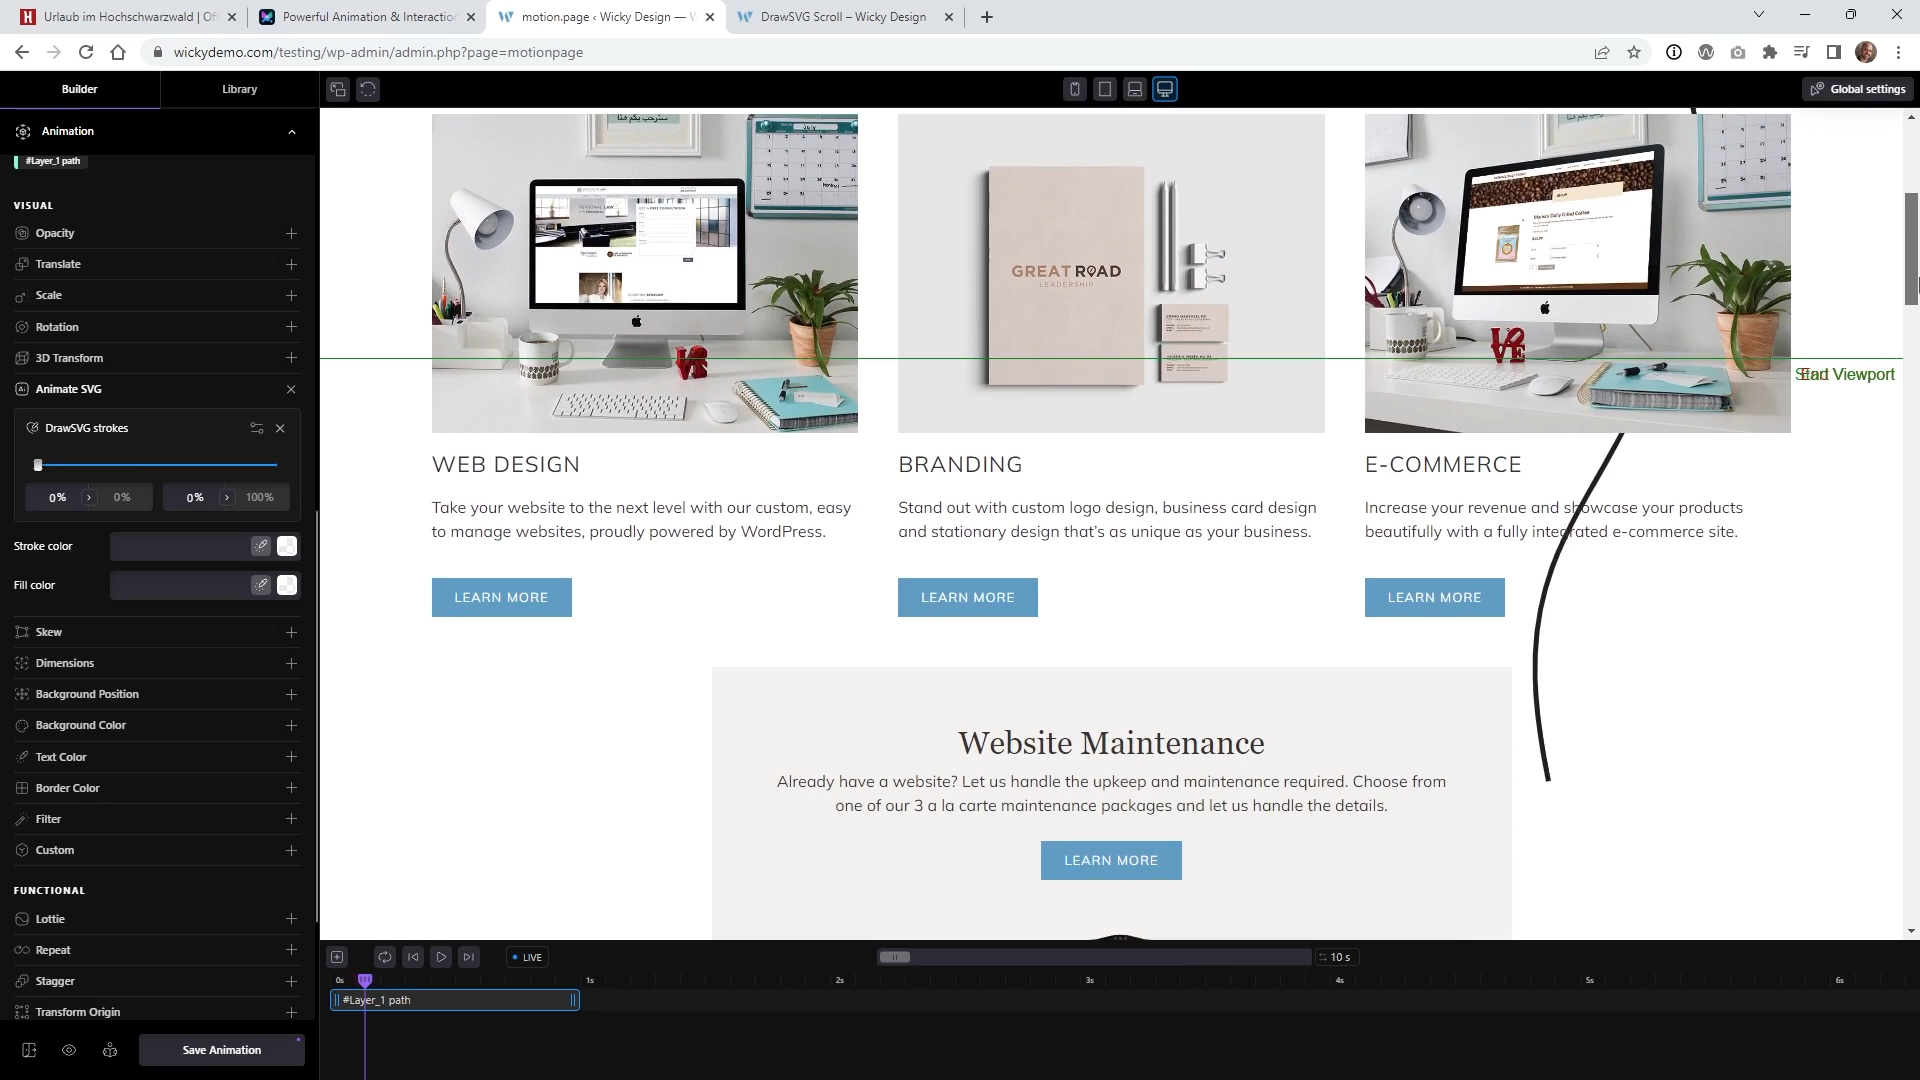 Urlaub im Hochschwarzwald | Of
Powerful Animation & Interaction
motion.page ‹ Wicky Design —
DrawSVG Scroll – Wicky Design
wickydemo.com/testing/wp-admin/admin.php?page=motionpage
Builder
Library
Global settings
Animation
#Layer_1 path
VISUAL
Opacity
Translate
Scale
Rotation
3D Transform
Animate SVG
DrawSVG strokes
0% > 0%
0% > 100%
Stroke color
Fill color
Skew
Dimensions
Background Position
Background Color
Text Color
Border Color
Filter
Custom
FUNCTIONAL
Lottie
Repeat
Stagger
Transform Origin
Save Animation
GREAT ROAD
LEADERSHIP
LOVE
LOVE
Viewport
WEB DESIGN
Take your website to the next level with our custom, easy
to manage websites, proudly powered by WordPress.
LEARN MORE
BRANDING
Stand out with custom logo design, business card design
and stationary design that's as unique as your business.
LEARN MORE
E-COMMERCE
Increase your revenue and showcase your products
beautifully with a fully integrated e-commerce site.
LEARN MORE
Website Maintenance
Already have a website? Let us handle the upkeep and maintenance required. Choose from
one of our 3 a la carte maintenance packages and let us handle the details.
LEARN MORE
LIVE
10 s
0s
1s
2s
3s
4s
5s
6s
#Layer_1 path